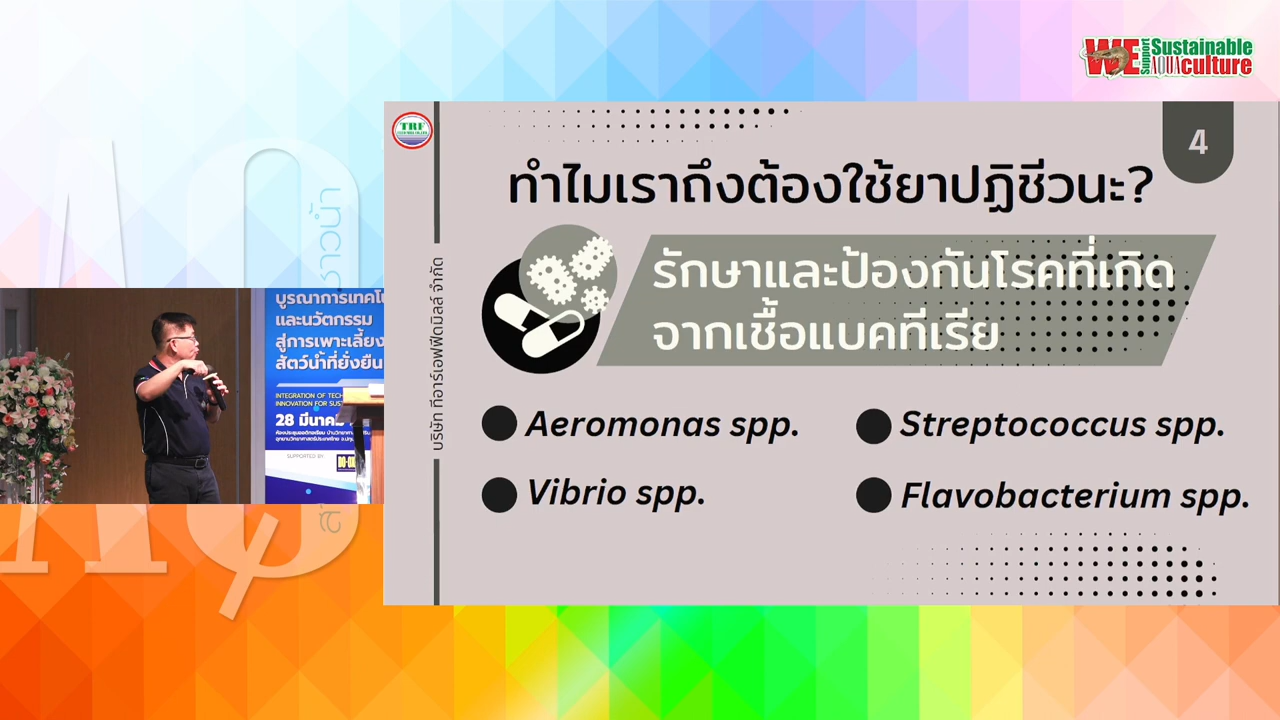 WE Support Sustainable
AQUAculture
TRF
4
ทำไมเราถึงต้องใช้ยาปฏิชีวนะ?
รักษาและป้องกันโรคที่เกิด
จากเชื้อแบคทีเรีย
Aeromonas spp.
Streptococcus spp.
Vibrio spp.
Flavobacterium spp.
บริษัท ทีอาร์เอฟฟีดมิลล์ จำกัด
บูรณาการเทคโน
และนวัตกรรม
สู่การเพาะเลี้ยง
สัตว์น้ำที่ยั่งยืน
INTEGRATION OF TECH
INNOVATION FOR SUST
28 มีนาคม
SUPPORTED BY